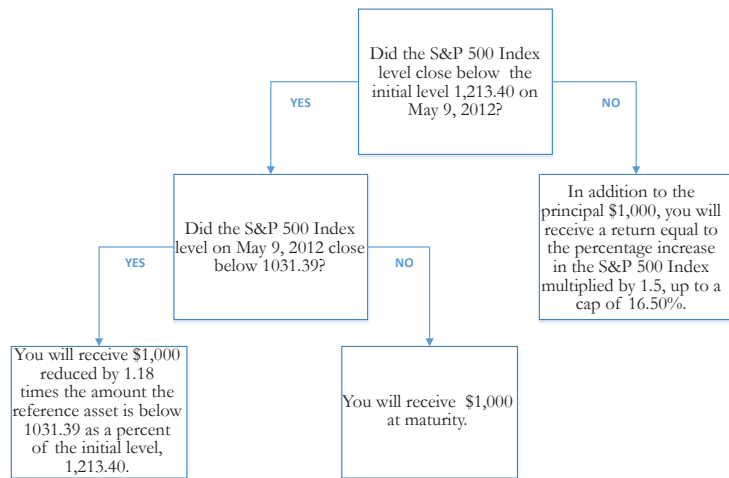 Did the S&P 500 Index
level close below the
initial level 1,213.40 on
May 9, 2012?
YES
NO
Did the S&P 500 Index
level on May 9, 2012 close
below 1031.39?
In addition to the
principal $1,000, you will
receive a return equal to
the percentage increase
in the S&P 500 Index
multiplied by 1.5, up to a
cap of 16.50%.
YES
NO
You will receive $1,000
reduced by 1.18
times the amount the
reference asset is below
1031.39 as a percent
of the initial level,
1,213.40.
You will receive $1,000
at maturity.